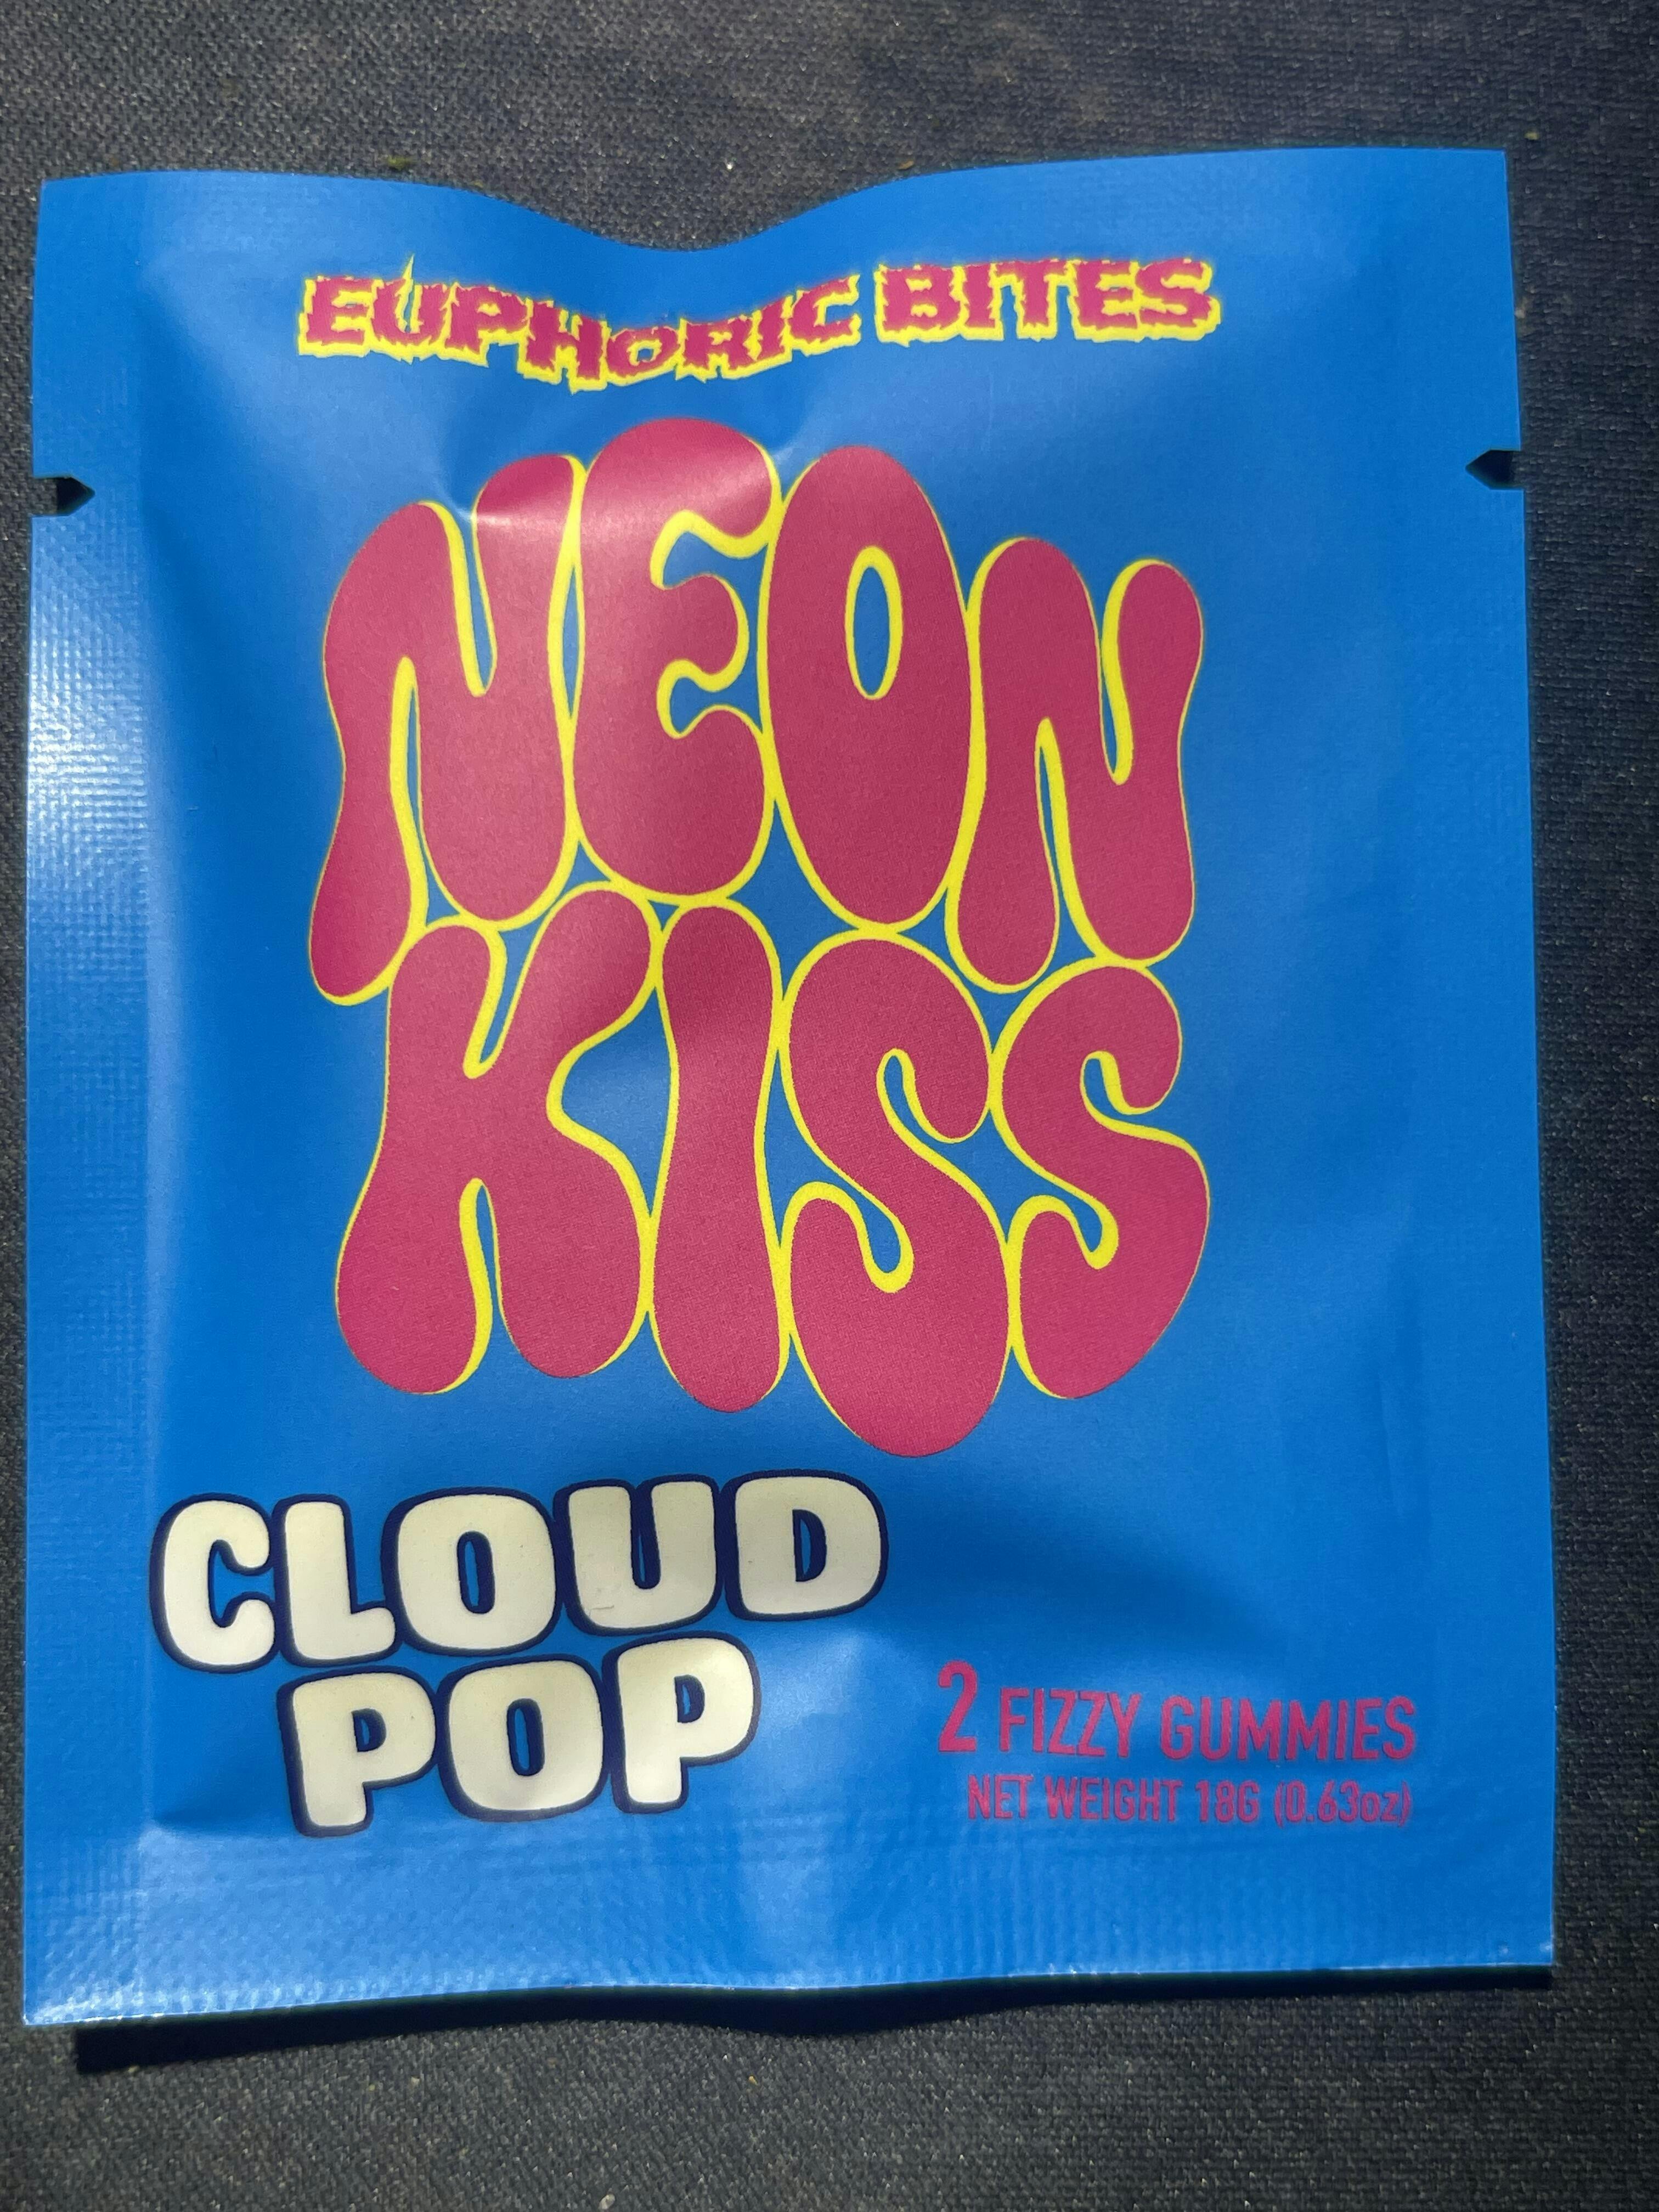 EUPHORIC BITES
NEON
KISS
CLOUD
POP
2 FIZZY GUMMIES
NET WEIGHT 18G (0.63oz)